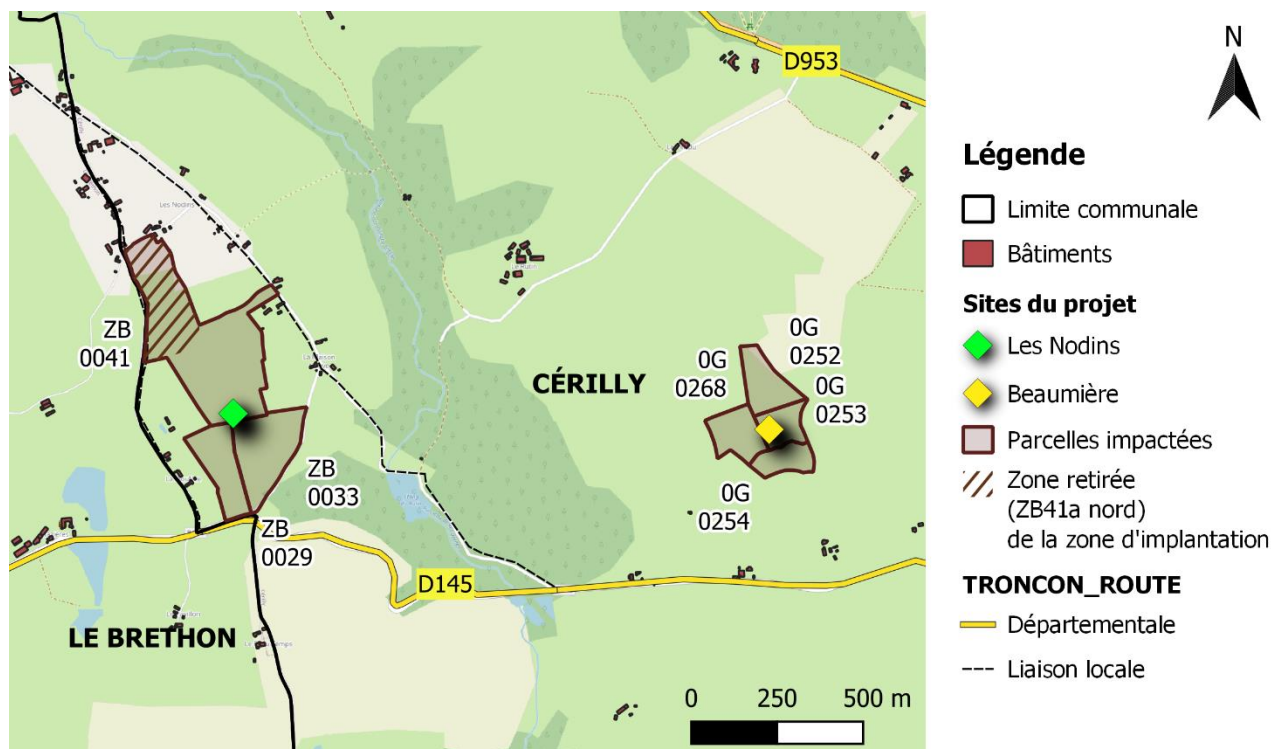 D953
Les Nodins
ZB
0041
CÉRILLY
0G
0252
0G
0268
0G
0253
ZB
0033
0G
0254
ZB
0029
D145
LE BRETHON
0 250 500 m
N
Légende
Limite communale
Bâtiments
Sites du projet
Les Nodins
Beaumière
Parcelles impactées
Zone retirée
(ZB41a nord)
de la zone d'implantation
TRONCON_ROUTE
Départementale
Liaison locale